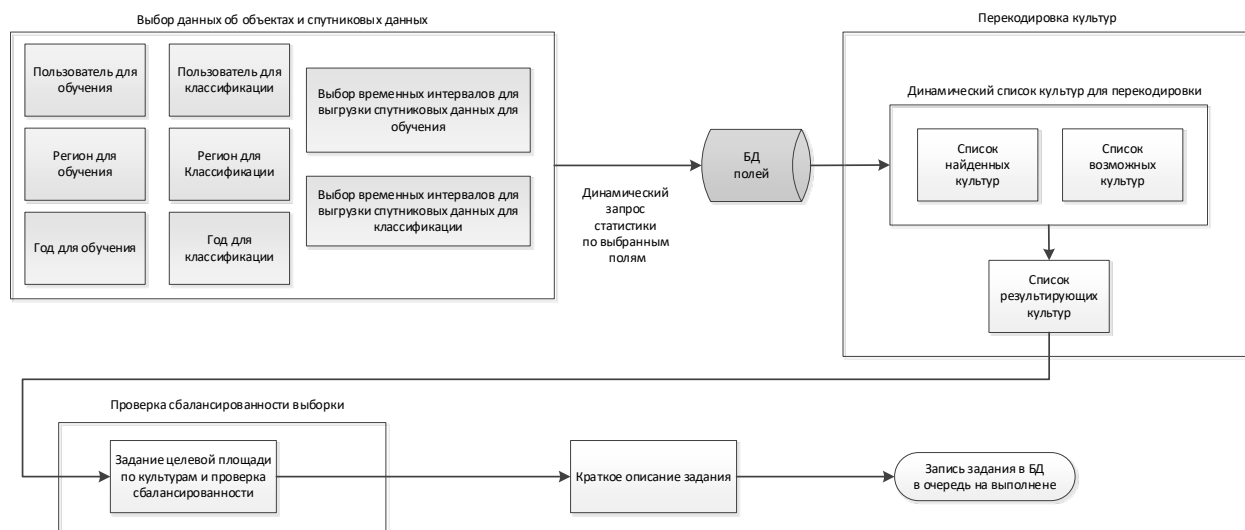 Выбор данных об объектах и спутниковых данных
Пользователь для
обучения
Пользователь для
классификации
Выбор временных интервалов для
выгрузки спутниковых данных для
обучения
Регион для
обучения
Регион для
Классификации
Выбор временных интервалов для
выгрузки спутниковых данных для
классификации
Год для обучения
Год для
классификации
Динамический
запрос
статистики
по выбранным
полям
БД
полей
Перекодировка культур
Динамический список культур для перекодировки
Список
найденных
культур
Список
возможных
культур
Список
результирующих
культур
Проверка сбалансированности выборки
Задание целевой площади
по культурам и проверка
сбалансированности
Краткое описание задания
Запись задания в БД
в очередь на выполнене